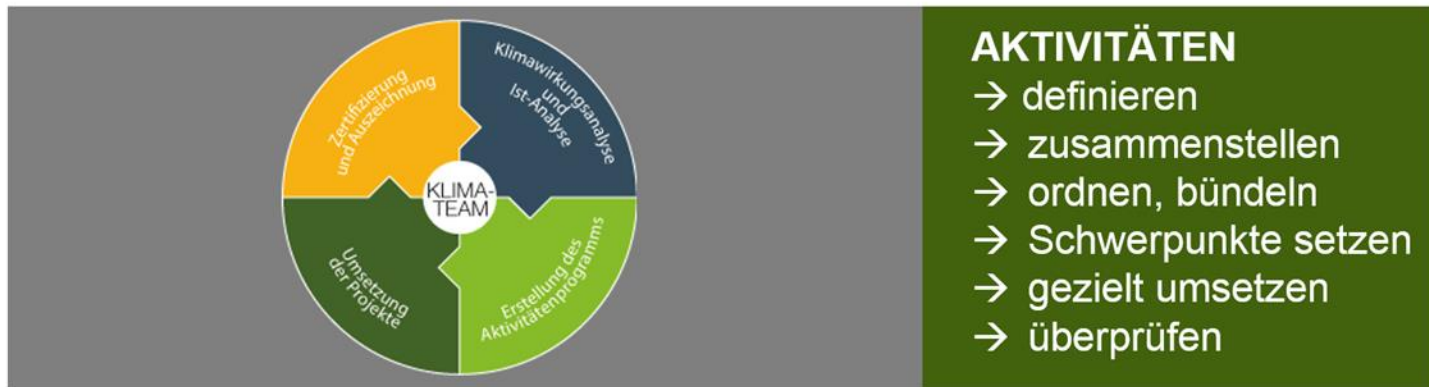 Zertifizierung
und Auszeichnung
Klimawirkungsanalyse
und
Ist-Analyse
KLIMA-
TEAM
Umsetzung
der Projekte
Erstellung des
Aktivitätenprogramms
AKTIVITÄTEN
→ definieren
→ zusammenstellen
→ ordnen, bündeln
→ Schwerpunkte setzen
→ gezielt umsetzen
→ überprüfen